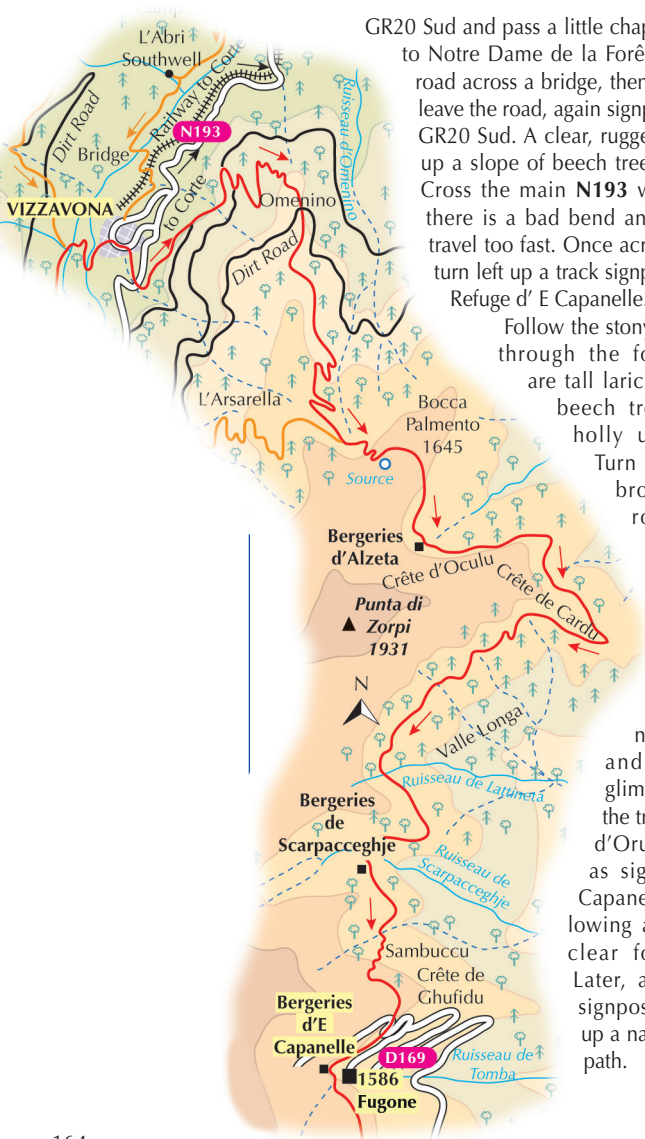 GR20 Sud and pass a little chap
to Notre Dame de la Forê
road across a bridge, then
leave the road, again signp
GR20 Sud. A clear, rugge
up a slope of beech tree
Cross the main N193 w
there is a bad bend an
travel too fast. Once acr
turn left up a track signp
Refuge d' E Capanelle.
Follow the stony
through the fo
are tall laric
beech tre
holly u
Turn
bro
ro
n
and
glim
the tr
d'Oru
as sig
Capane
lowing a
clear fo
Later, a
signpos
up a na
path.
L'Abri
Southwell
Dirt Road
Railway to Corte
Ruisseau d'Omenino
N193
Bridge
to Corte
VIZZAVONA
Omenino
Dirt Road
L'Arsarella
Bocca
Palmento
1645
Source
Bergeries
d'Alzeta
Crête d'Oculu
Crête de Cardu
Punta di
Zorpi
1931
N
Valle Longa
Ruisseau de Lattineta
Bergeries
de
Scarpacceghje
Ruisseau de
Scarpacceghje
Sambuccu
Crête de
Ghufidu
Bergeries
d'E
Capanelle
D169
1586
Fugone
Ruisseau de
Tomba